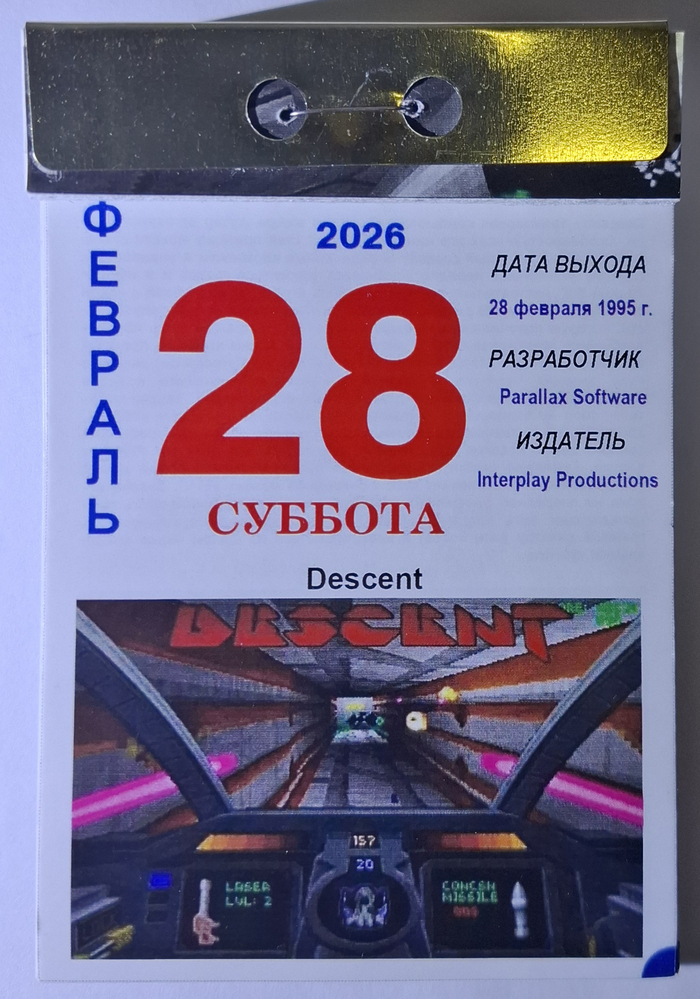 ФЕВРАЛЬ
2026
28
СУББОТА
ДАТА ВЫХОДА
28 февраля 1995 г.
РАЗРАБОТЧИК
Parallax Software
ИЗДАТЕЛЬ
Interplay Productions
Descent
DESCENT
157
20
LASER
LVL: 2
CONCSN
MISSILE